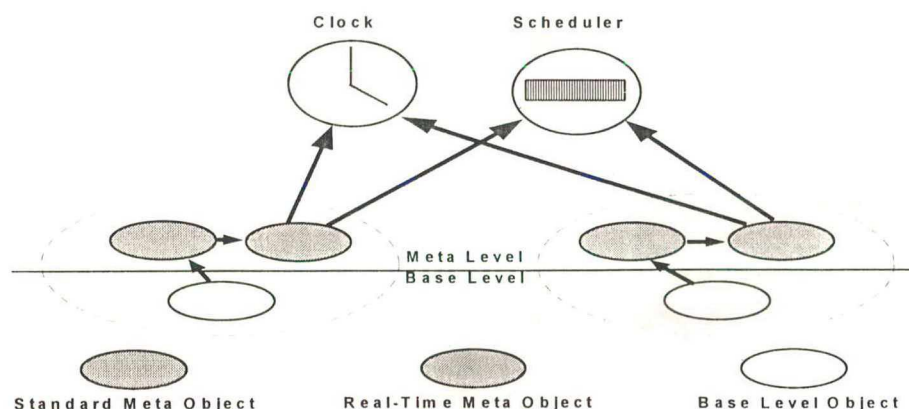 Clock
Scheduler
Meta Level
Base Level
Standard Meta Object
Real-Time Meta Object
Base Level Object